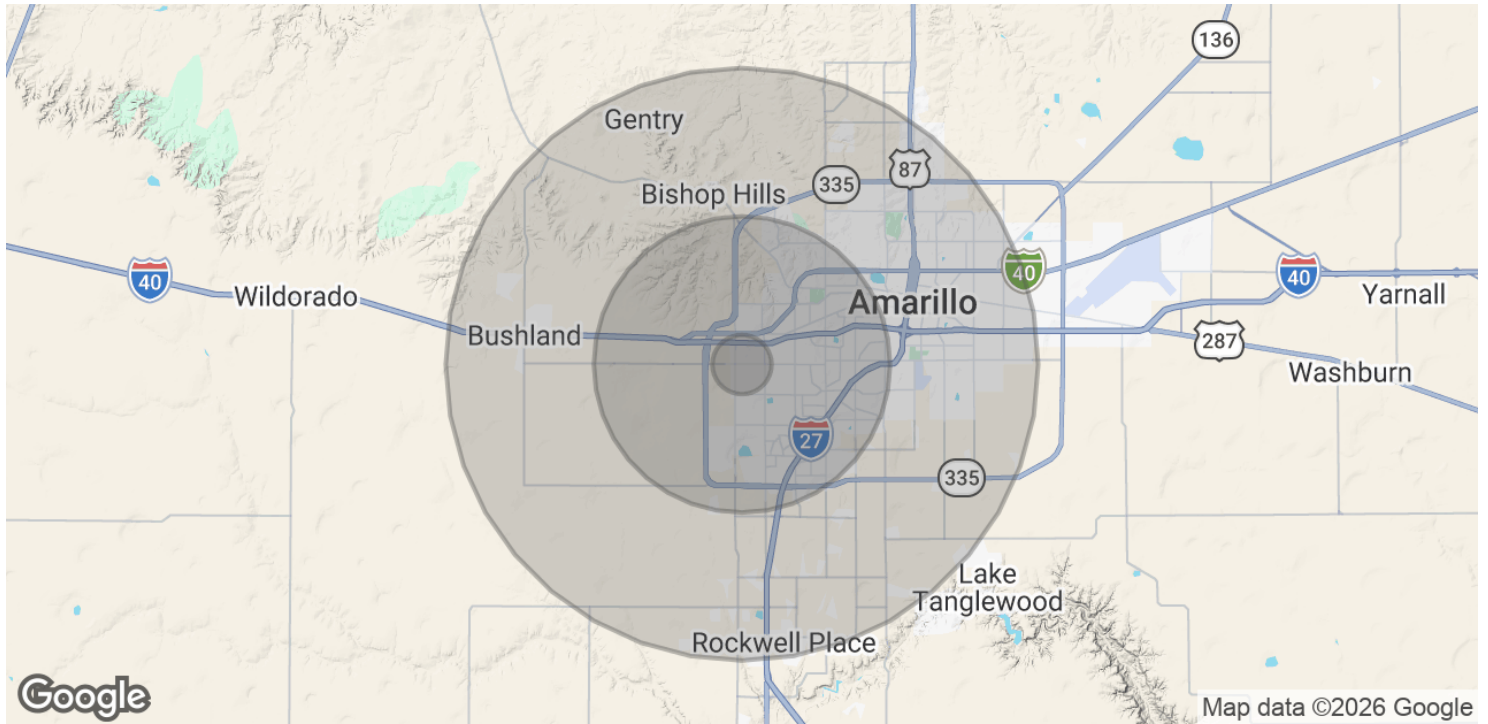 136
Gentry
87
335
Bishop Hills
40
40
40
Wildorado
Amarillo
Yarnall
Bushland
287
Washburn
27
335
Lake
Tanglewood
Rockwell Place
Google
Map data ©2026 Google